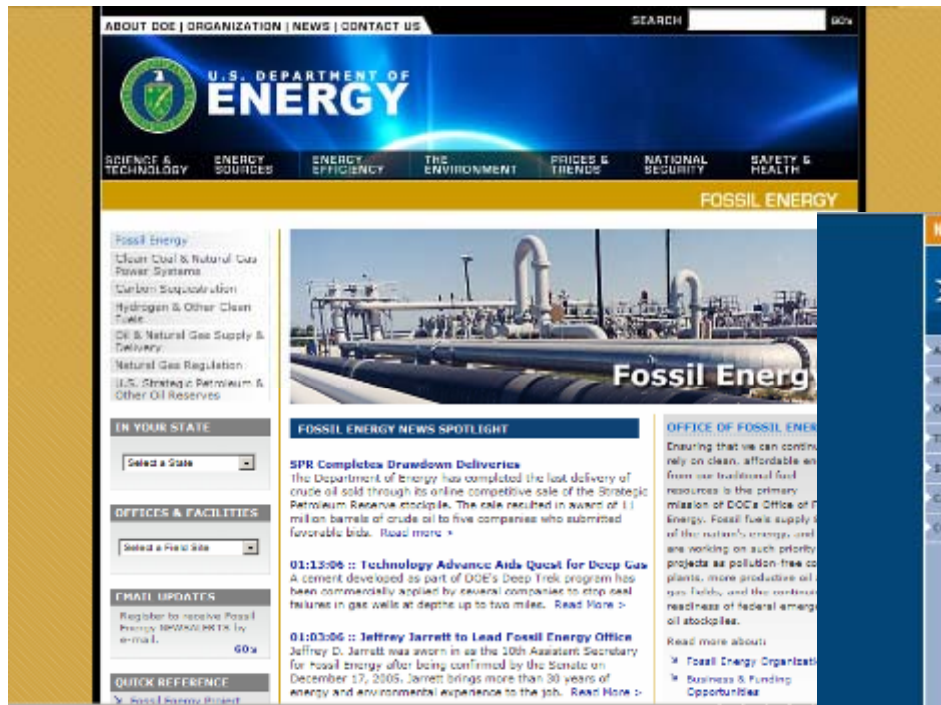 ABOUT DOE | ORGANIZATION | NEWS | CONTACT US
SEARCH
GO
U.S. DEPARTMENT OF
ENERGY
SCIENCE &
TECHNOLOGY
ENERGY
SOURCES
ENERGY
EFFICIENCY
THE
ENVIRONMENT
PRICES &
TRENDS
NATIONAL
SECURITY
SAFETY &
HEALTH
FOSSIL ENERGY
Fossil Energy
Clean Coal & Natural Gas
Power Systems
Carbon Sequestration
Hydrogen & Other Clean
Fuels
Oil & Natural Gas Supply &
Delivery
Natural Gas Regulation
U.S. Strategic Petroleum &
Other Oil Reserves
IN YOUR STATE
Select a State
OFFICES & FACILITIES
Select a Field Site
EMAIL UPDATES
Register to receive Fossil
Energy NEWSALERTS by
e-mail.
GO
QUICK REFERENCE
Fossil Energy Project
Fossil Energ
FOSSIL ENERGY NEWS SPOTLIGHT
SPR Completes Drawdown Deliveries
The Department of Energy has completed the last delivery of
crude oil sold through its online competitive sale of the Strategic
Petroleum Reserve stockpile. The sale resulted in award of 11
million barrels of crude oil to five companies who submitted
favorable bids. Read more >
01:13:06 :: Technology Advance Aids Quest for Deep Gas
A cement developed as part of DOE's Deep Trek program has
been commercially applied by several companies to stop seal
failures in gas wells at depths up to two miles. Read More >
01:03:06 :: Jeffrey Jarrett to Lead Fossil Energy Office
Jeffrey D. Jarrett was sworn in as the 10th Assistant Secretary
for Fossil Energy after being confirmed by the Senate on
December 17, 2005. Jarrett brings more than 30 years of
energy and environmental experience to the job. Read More >
OFFICE OF FOSSIL ENER
Ensuring that we can continu
rely on clean, affordable en
from our traditional fuel
resources is the primary
mission of DOE's Office of F
Energy. Fossil fuels supply
of the nation's energy, and
are working on such priority
projects as pollution-free co
plants, more productive oil
gas fields, and the continui
readiness of federal emerg
oil stockpiles.
Read more about:
Fossil Energy Organizati
Business & Funding
Opportunities